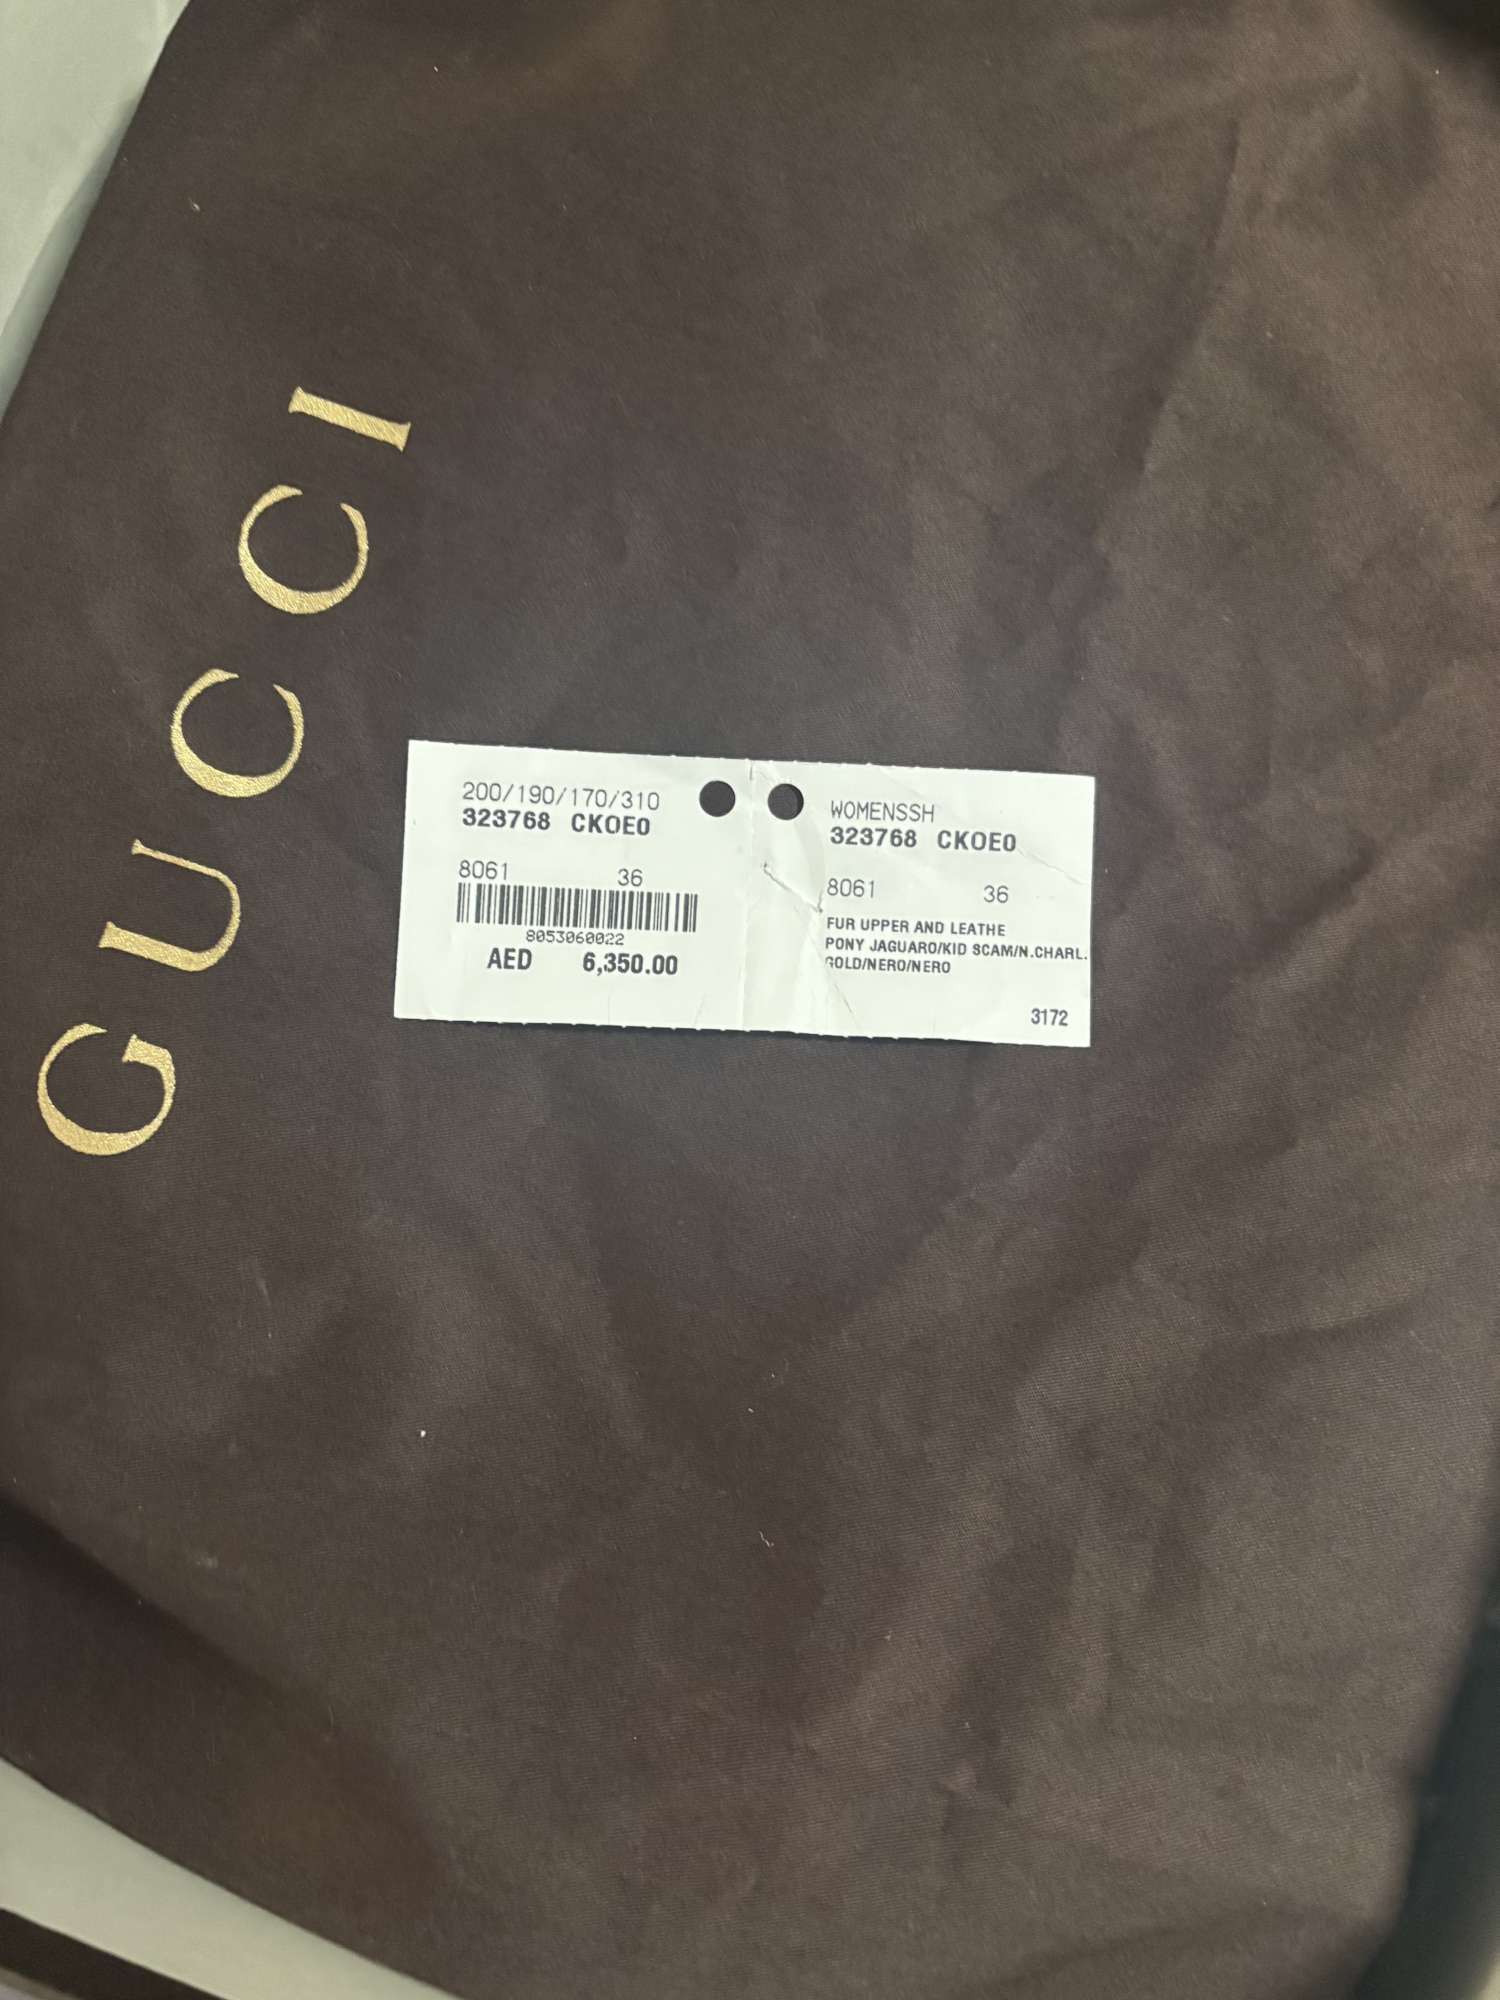 GUCCI
200/190/170/310
323768 CKOE0
8061 36
8053060022
AED 6,350.00
WOMENSSH
323768 CKOE0
8061 36
FUR UPPER AND LEATHE
PONY JAGUARO/KID SCAM/N.CHARL.
GOLD/NERO/NERO
3172